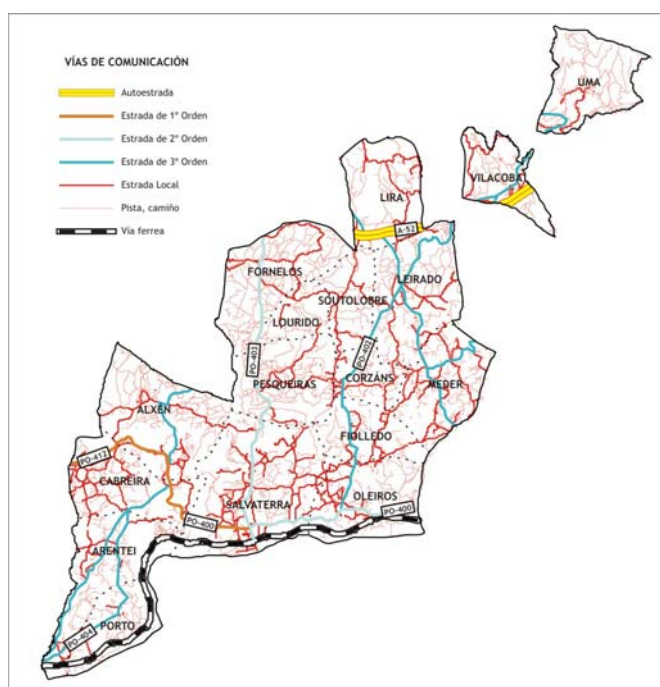 VÍAS DE COMUNICACIÓN
Autoestrada
Estrada de 1º Orden
Estrada de 2º Orden
Estrada de 3º Orden
Estrada Local
Pista, camiño
Vía ferrea
UMA
VILACOBA
LIRA
A-52
FORNELOS
LEIRADO
SOUTOLOBRE
LOURIDO
PO-403
PO-402
PESQUEIRAS
CORZÁNS
MEDER
ALXÉN
FIOLLEDO
PO-412
CABREIRA
OLEIROS
SALVATERRA
PO-400
PO-400
ARENTEI
PORTO
PO-404